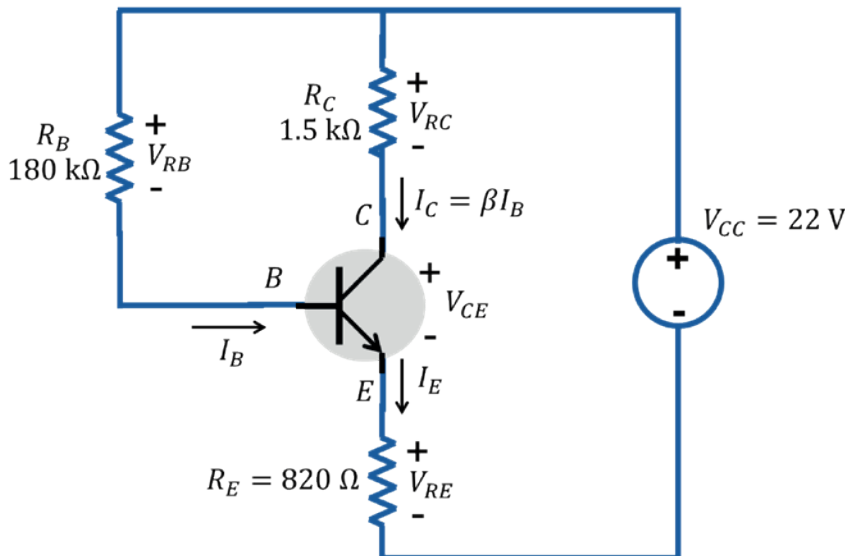 R_C
1.5 kΩ
+
V_RC
-
R_B
180 kΩ
+
V_RB
-
C
I_C = βI_B
V_CC = 22 V
+
-
B
+
V_CE
-
I_B
E
I_E
R_E = 820 Ω
+
V_RE
-